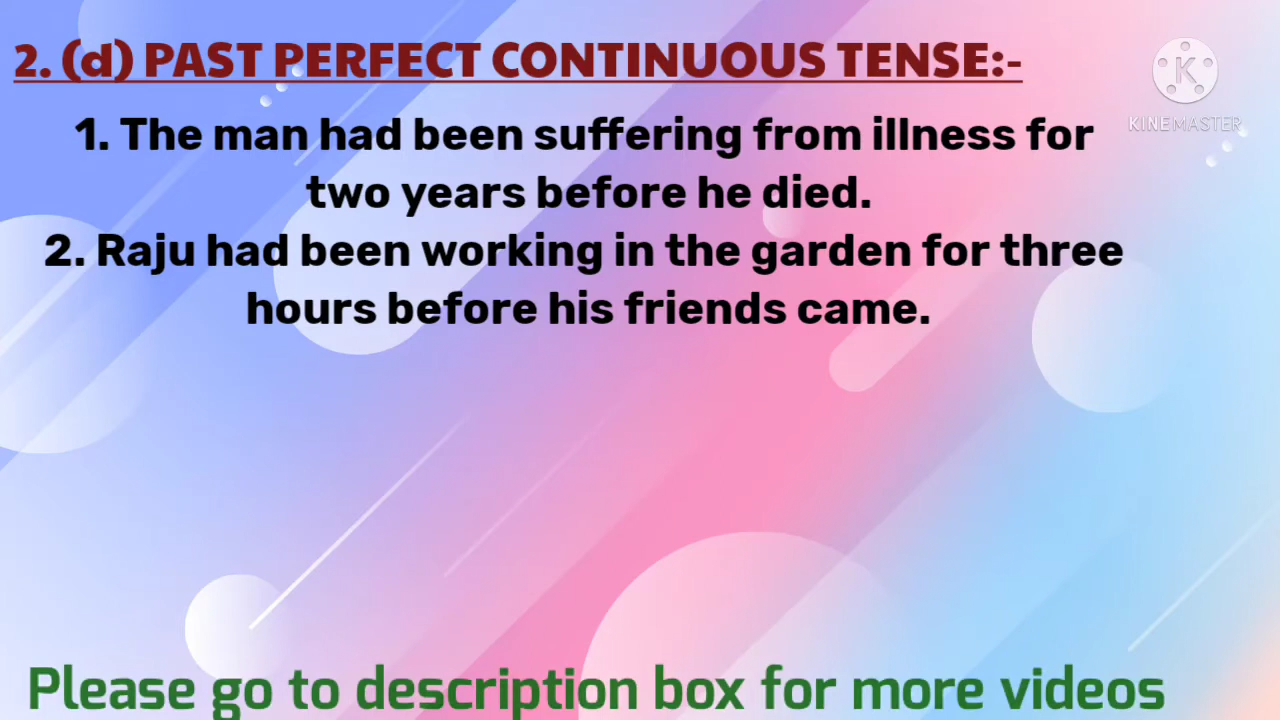 2. (d) PAST PERFECT CONTINUOUS TENSE:-
1. The man had been suffering from illness for
two years before he died.
2. Raju had been working in the garden for three
hours before his friends came.
K
KINEMASTER
Please go to description box for more videos